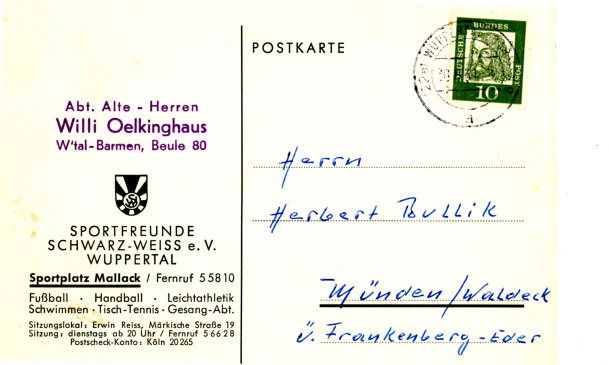 POSTKARTE
DEUTSCHE BUNDESPOST
10
Abt. Alte - Herren
Willi Oelkinghaus
W'tal-Barmen, Beule 80
SPORTFREUNDE
SCHWARZ-WEISS e. V.
WUPPERTAL
Sportplatz Mallack / Fernruf 55810
Fußball · Handball · Leichtathletik
Schwimmen · Tisch-Tennis · Gesang-Abt.
Sitzungslokal: Erwin Reiss, Märkische Straße 19
Sitzung: dienstags ab 20 Uhr / Fernruf 56628
Postscheck-Konto: Köln 20265
Herrn
Herbert Bullik
Münden/Waldeck
ü. Frankenberg-Eder